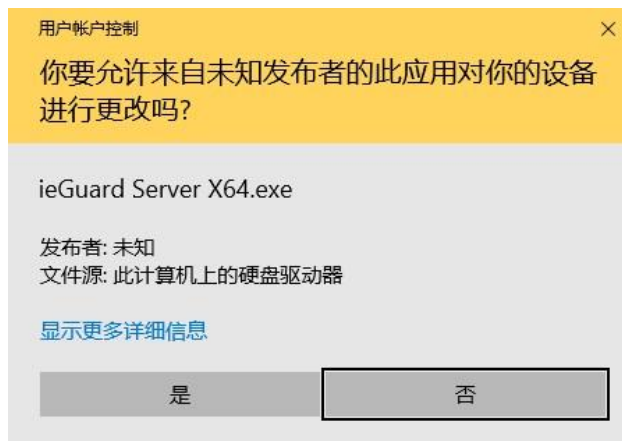 用户帐户控制
你要允许来自未知发布者的此应用对你的设备
进行更改吗?
ieGuard Server X64.exe
发布者: 未知
文件源: 此计算机上的硬盘驱动器
显示更多详细信息
是
否